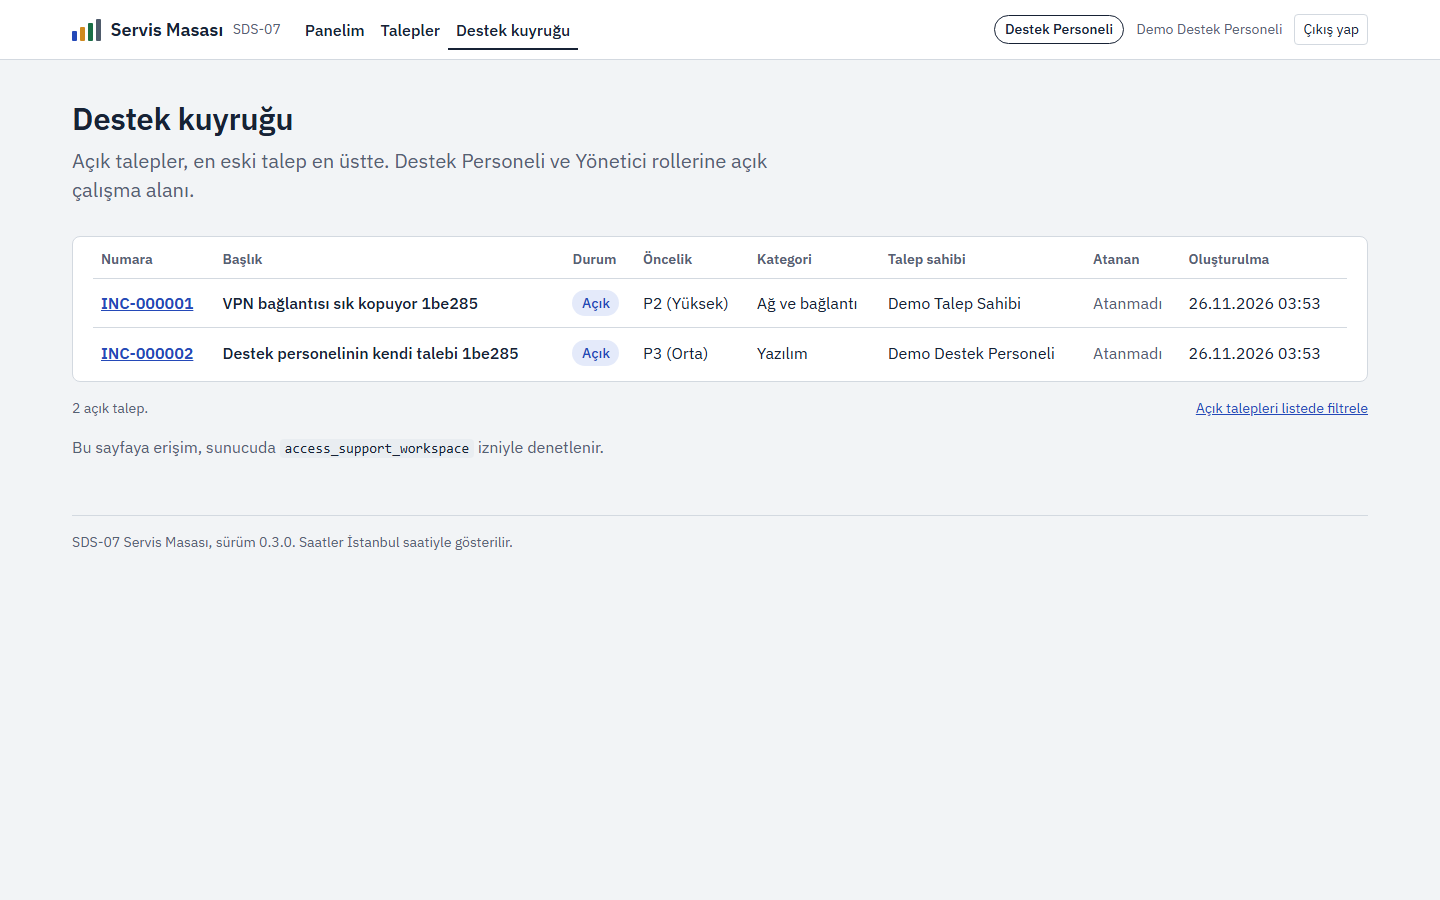 Servis Masası SDS-07 Panelim Talepler Destek kuyruğu Destek Personeli Demo Destek Personeli Çıkış yap
Destek kuyruğu
Açık talepler, en eski talep en üstte. Destek Personeli ve Yönetici rollerine açık
çalışma alanı.
Numara Başlık Durum Öncelik Kategori Talep sahibi Atanan Oluşturulma
INC-000001 VPN bağlantısı sık kopuyor 1be285 Açık P2 (Yüksek) Ağ ve bağlantı Demo Talep Sahibi Atanmadı 26.11.2026 03:53
INC-000002 Destek personelinin kendi talebi 1be285 Açık P3 (Orta) Yazılım Demo Destek Personeli Atanmadı 26.11.2026 03:53
2 açık talep. Açık talepleri listede filtrele
Bu sayfaya erişim, sunucuda access_support_workspace izniyle denetlenir.
SDS-07 Servis Masası, sürüm 0.3.0. Saatler İstanbul saatiyle gösterilir.